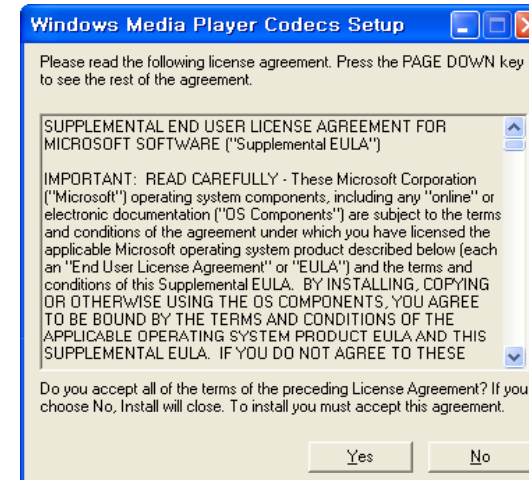 Windows Media Player Codecs Setup
Please read the following license agreement. Press the PAGE DOWN key
to see the rest of the agreement.
SUPPLEMENTAL END USER LICENSE AGREEMENT FOR
MICROSOFT SOFTWARE ("Supplemental EULA")
IMPORTANT:  READ CAREFULLY - These Microsoft Corporation
("Microsoft") operating system components, including any "online" or
electronic documentation ("OS Components") are subject to the terms
and conditions of the agreement under which you have licensed the
applicable Microsoft operating system product described below (each
an "End User License Agreement" or "EULA") and the terms and
conditions of this Supplemental EULA.  BY INSTALLING, COPYING
OR OTHERWISE USING THE OS COMPONENTS, YOU AGREE
TO BE BOUND BY THE TERMS AND CONDITIONS OF THE
APPLICABLE OPERATING SYSTEM PRODUCT EULA AND THIS
SUPPLEMENTAL EULA.  IF YOU DO NOT AGREE TO THESE
Do you accept all of the terms of the preceding License Agreement? If you
choose No, Install will close. To install you must accept this agreement.
Yes
No